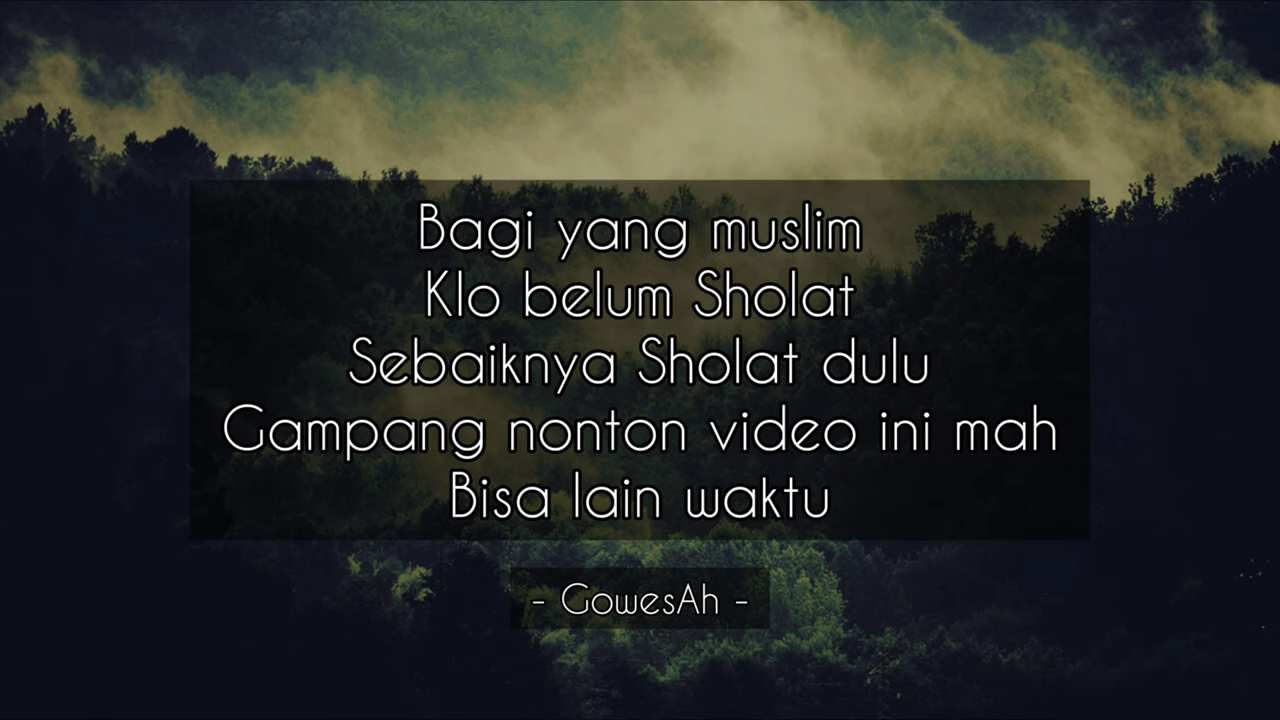 Bagi yang muslim
Klo belum Sholat
Sebaiknya Sholat dulu
Gampang nonton video ini mah
Bisa lain waktu
- GowesAh -